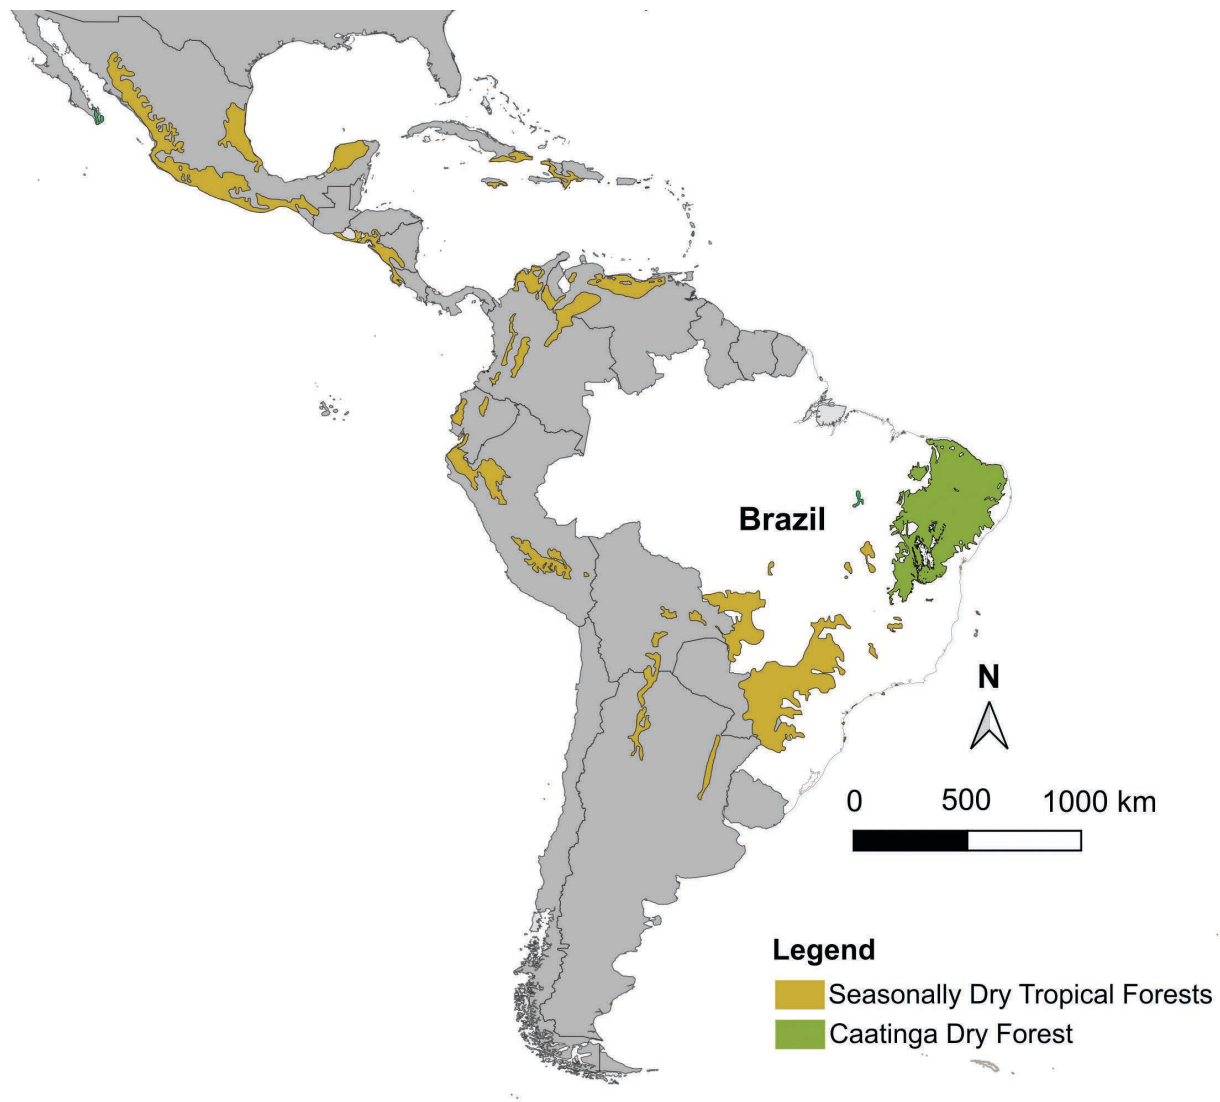 Brazil
N
0 500 1000 km
Legend
Seasonally Dry Tropical Forests
Caatinga Dry Forest